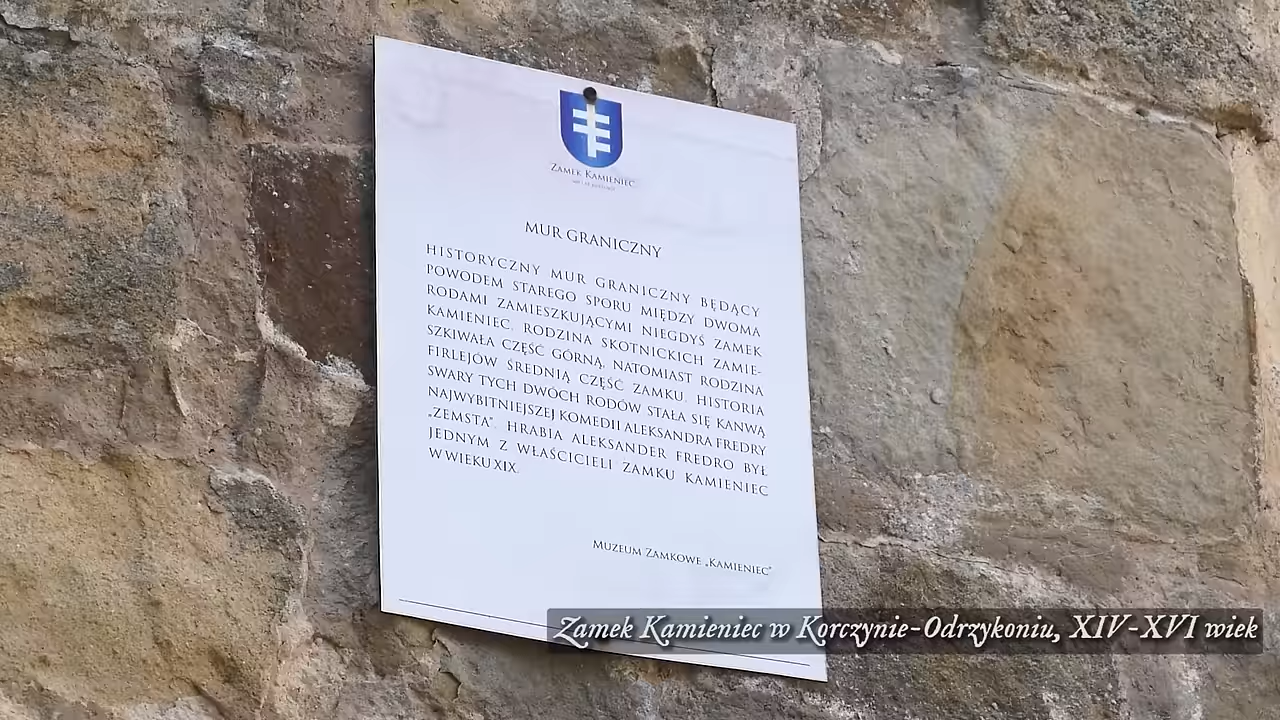 Zamek Kamieniec
MUR GRANICZNY
HISTORYCZNY MUR GRANICZNY BĘDĄCY
POWODEM STAREGO SPORU MIĘDZY DWOMA
RODAMI ZAMIESZKUJĄCYMI NIEGDYŚ ZAMEK
KAMIENIEC. RODZINA SKOTNICKICH ZAMIE-
SZKIWAŁA CZĘŚĆ GÓRNĄ, NATOMIAST RODZINA
FIRLEJÓW ŚREDNIĄ CZĘŚĆ ZAMKU. HISTORIA
SWARY TYCH DWÓCH RODÓW STAŁA SIĘ KANWĄ
NAJWYBITNIEJSZEJ KOMEDII ALEKSANDRA FREDRY
„ZEMSTA". HRABIA ALEKSANDER FREDRO BYŁ
JEDNYM Z WŁAŚCICIELI ZAMKU KAMIENIEC
W WIEKU XIX.
Muzeum Zamkowe „Kamieniec"
Zamek Kamieniec w Korczynie-Odrzykoniu, XIV-XVI wiek